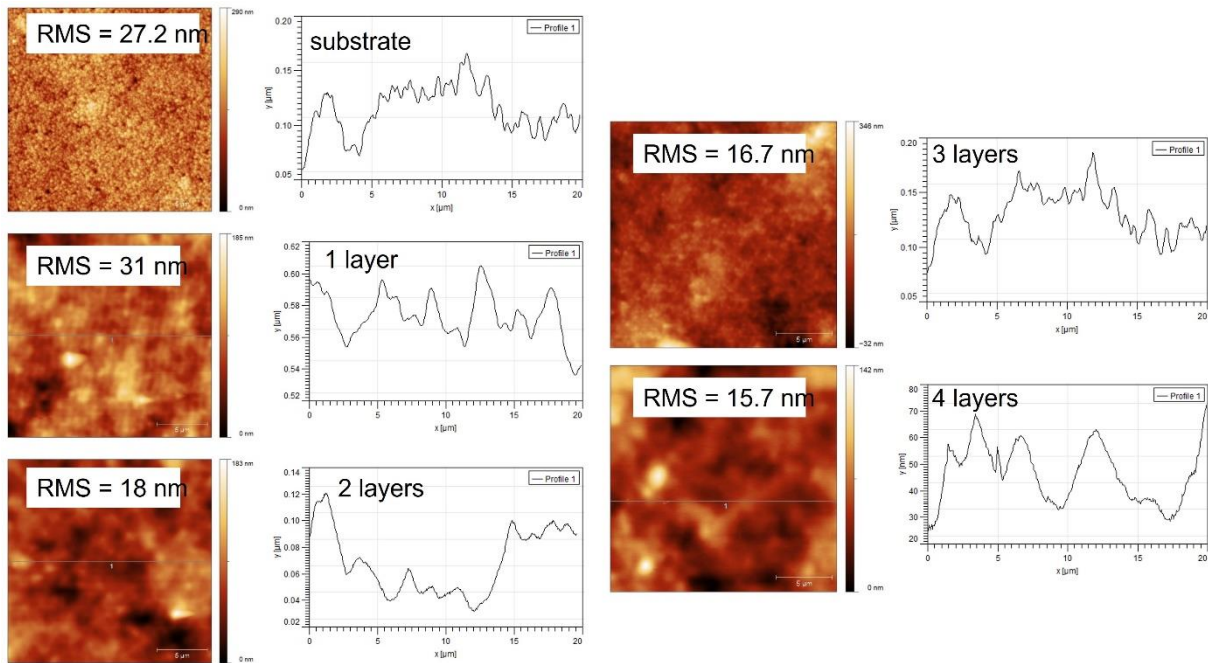 RMS = 27.2 nm
290 nm
0 nm
substrate
Profile 1
y [µm]
0.20
0.15
0.10
0.05
0 5 10 15 20
x [µm]
RMS = 31 nm
185 nm
0 nm
1
5 µm
1 layer
Profile 1
y [µm]
0.62
0.60
0.58
0.56
0.54
0.52
0 5 10 15 20
x [µm]
RMS = 18 nm
183 nm
0 nm
1
5 µm
2 layers
Profile 1
y [µm]
0.14
0.12
0.10
0.08
0.06
0.04
0.02
0 5 10 15 20
x [µm]
RMS = 16.7 nm
346 nm
−32 nm
5 µm
3 layers
Profile 1
y [µm]
0.20
0.15
0.10
0.05
0 5 10 15 20
x [µm]
RMS = 15.7 nm
142 nm
0 nm
1
5 µm
4 layers
Profile 1
y [nm]
80
70
60
50
40
30
20
0 5 10 15 20
x [µm]